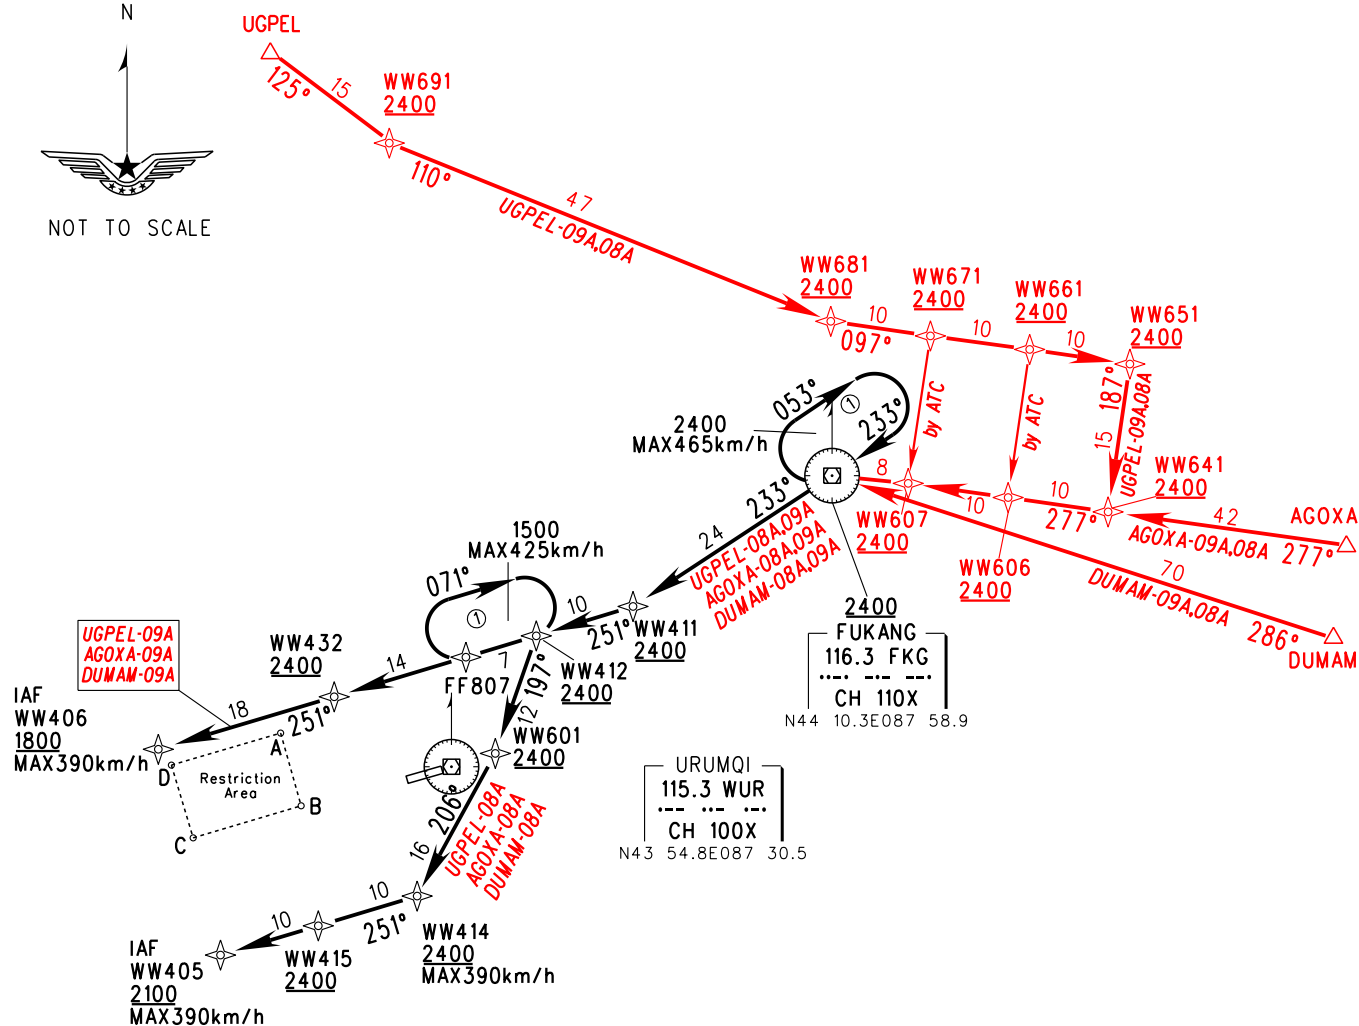 N
NOT TO SCALE
UGPEL
125°
15
WW691
2400
110°
47
UGPEL-09A,08A
WW681
2400
10
097°
WW671
2400
10
WW661
2400
10
WW651
2400
187°
15
UGPEL-09A,08A
by ATC
by ATC
WW641
2400
42
AGOXA
AGOXA-09A,08A
277°
10
277°
10
8
WW607
2400
WW606
2400
70
DUMAM-09A,08A
286°
DUMAM
053°
1
233°
2400
MAX465km/h
233°
24
UGPEL-08A,09A
AGOXA-08A,09A
DUMAM-08A,09A
2400
FUKANG
116.3 FKG
··-· -·- --·
CH 110X
N44 10.3E087 58.9
1500
MAX425km/h
071°
1
10
251°
WW411
2400
7
WW412
2400
FF807
197°
12
14
WW432
2400
UGPEL-09A
AGOXA-09A
DUMAM-09A
18
251°
IAF
WW406
1800
MAX390km/h
A
B
C
D
Restriction
Area
WW601
2400
206°
16
UGPEL-08A
AGOXA-08A
DUMAM-08A
URUMQI
115.3 WUR
·-- ··- ·-·
CH 100X
N43 54.8E087 30.5
WW414
2400
MAX390km/h
10
251°
WW415
2400
10
IAF
WW405
2100
MAX390km/h